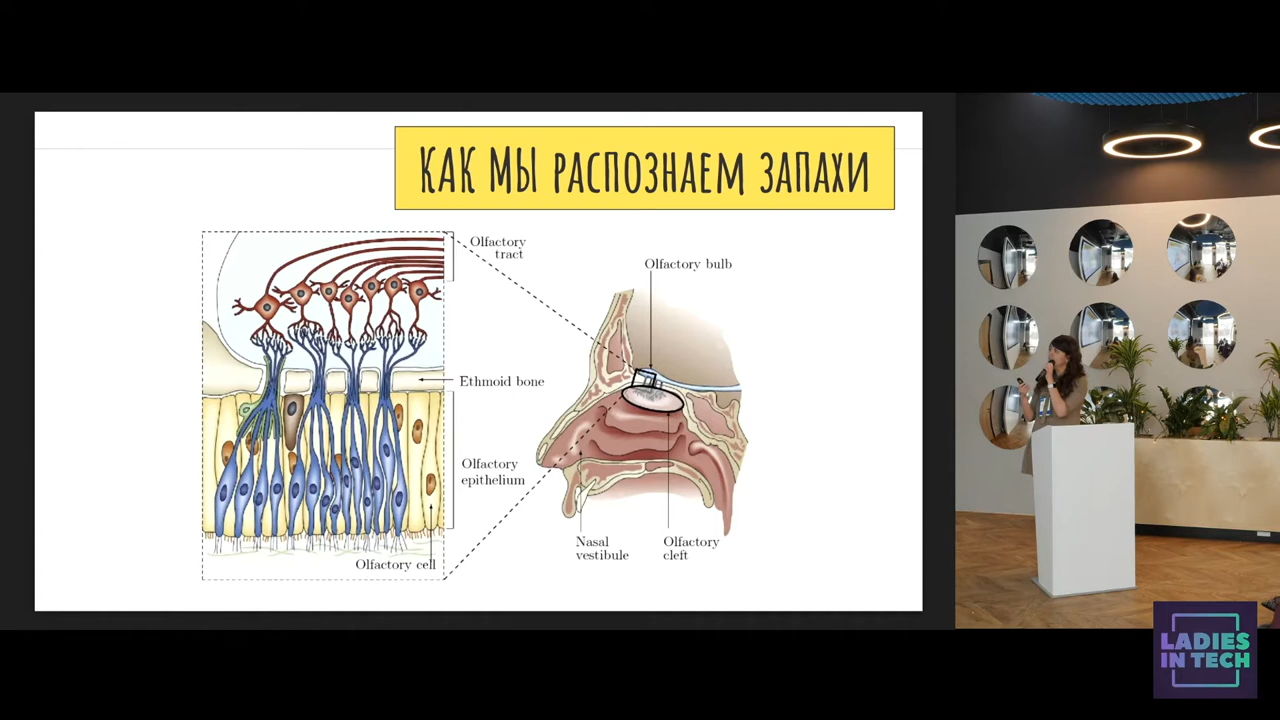 КАК МЫ РАСПОЗНАЕМ ЗАПАХИ
Olfactory
tract
Ethmoid bone
Olfactory
epithelium
Olfactory cell
Olfactory bulb
Nasal
vestibule
Olfactory
cleft
LADIES
IN TECH